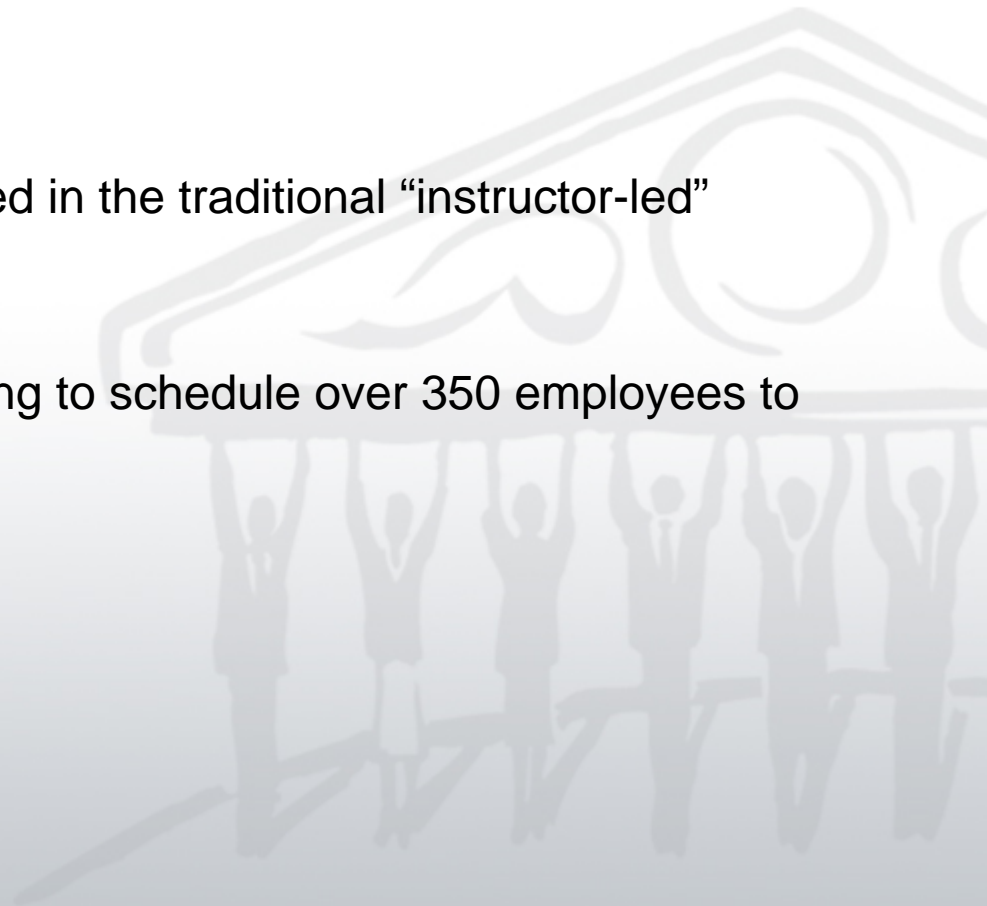 ed in the traditional “instructor-led”
ng to schedule over 350 employees to